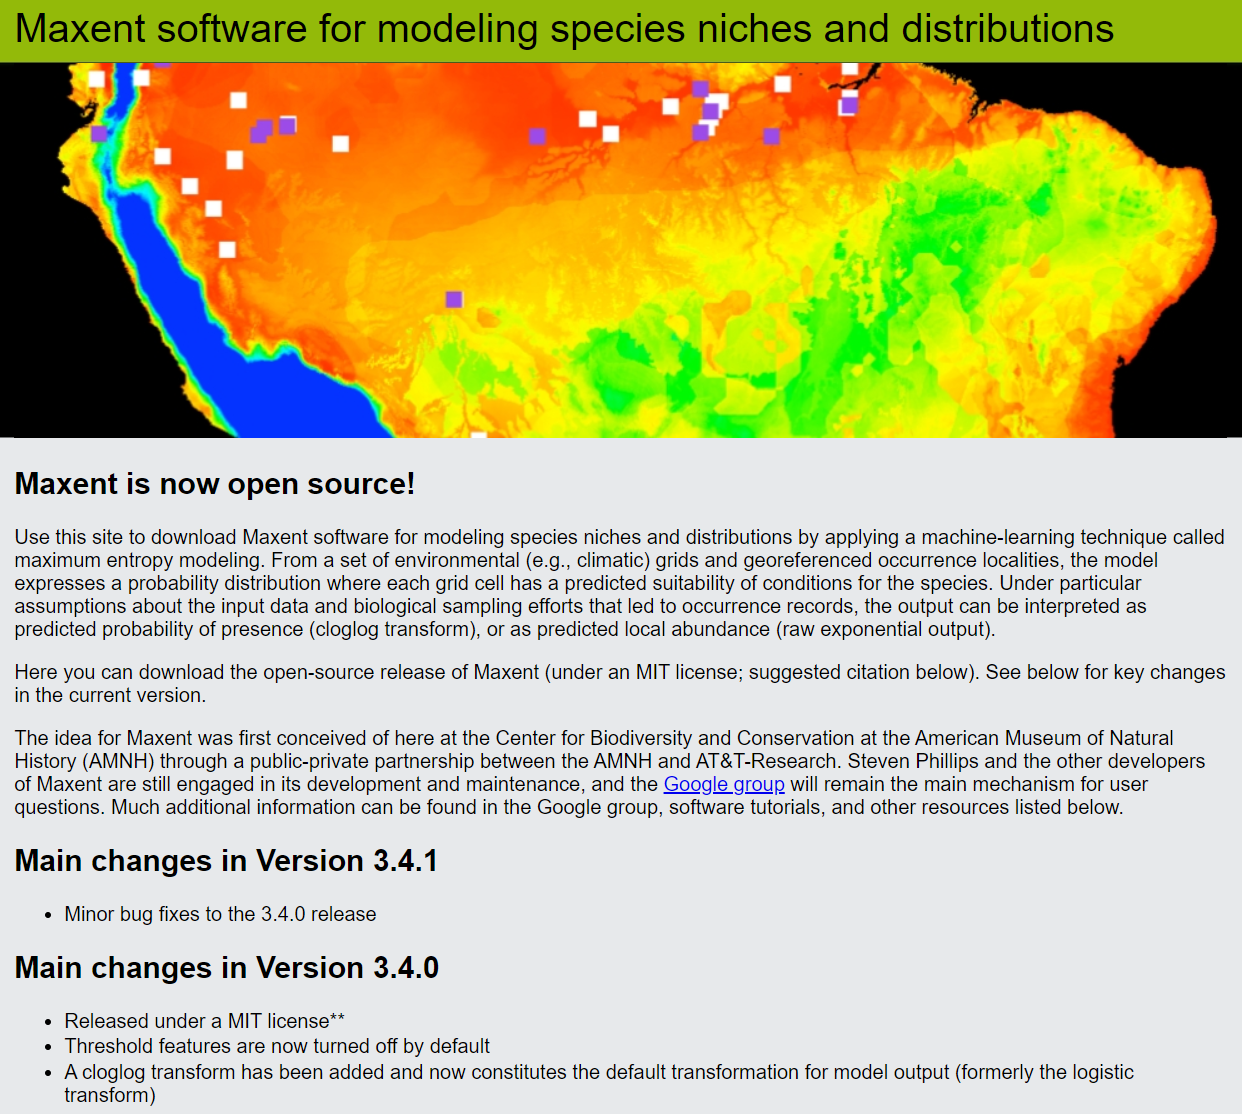 Maxent software for modeling species niches and distributions
Maxent is now open source!
Use this site to download Maxent software for modeling species niches and distributions by applying a machine-learning technique called
maximum entropy modeling. From a set of environmental (e.g., climatic) grids and georeferenced occurrence localities, the model
expresses a probability distribution where each grid cell has a predicted suitability of conditions for the species. Under particular
assumptions about the input data and biological sampling efforts that led to occurrence records, the output can be interpreted as
predicted probability of presence (cloglog transform), or as predicted local abundance (raw exponential output).
Here you can download the open-source release of Maxent (under an MIT license; suggested citation below). See below for key changes
in the current version.
The idea for Maxent was first conceived of here at the Center for Biodiversity and Conservation at the American Museum of Natural
History (AMNH) through a public-private partnership between the AMNH and AT&T-Research. Steven Phillips and the other developers
of Maxent are still engaged in its development and maintenance, and the Google group will remain the main mechanism for user
questions. Much additional information can be found in the Google group, software tutorials, and other resources listed below.
Main changes in Version 3.4.1
• Minor bug fixes to the 3.4.0 release
Main changes in Version 3.4.0
• Released under a MIT license**
• Threshold features are now turned off by default
• A cloglog transform has been added and now constitutes the default transformation for model output (formerly the logistic
transform)